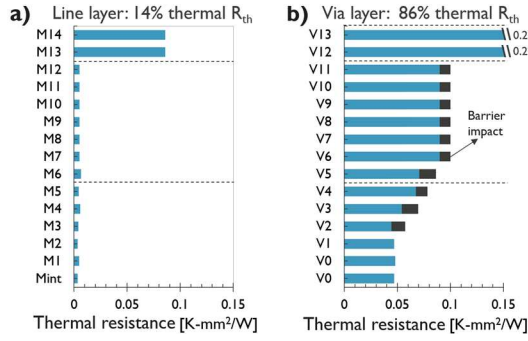 a) Line layer: 14% thermal Rth
M14
M13
M12
M11
M10
M9
M8
M7
M6
M5
M4
M3
M2
M1
Mint
0 0.05 0.1 0.15
Thermal resistance [K-mm²/W]
b) Via layer: 86% thermal Rth
V13 0.2
V12 0.2
V11
V10
V9
V8
V7
V6
V5
V4
V3
V2
V1
V0
V0
Barrier
impact
0 0.05 0.1 0.15
Thermal resistance [K-mm²/W]